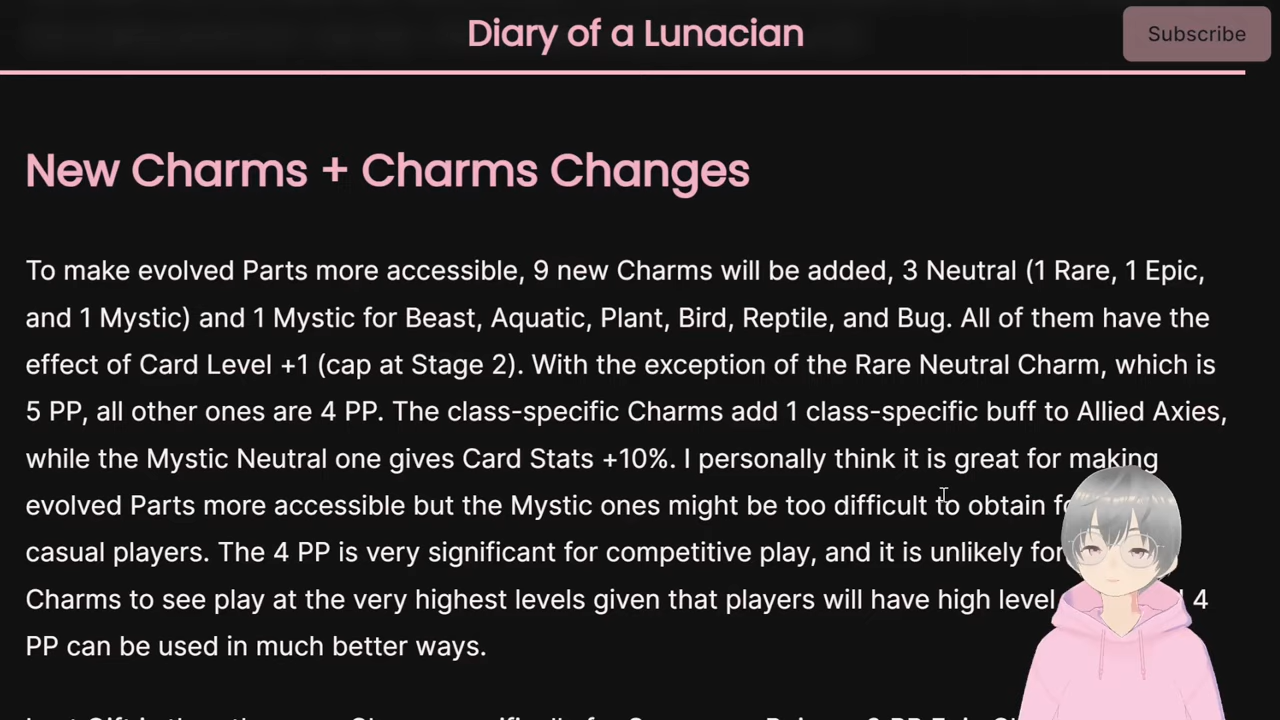 Diary of a Lunacian
Subscribe
New Charms + Charms Changes
To make evolved Parts more accessible, 9 new Charms will be added, 3 Neutral (1 Rare, 1 Epic,
and 1 Mystic) and 1 Mystic for Beast, Aquatic, Plant, Bird, Reptile, and Bug. All of them have the
effect of Card Level +1 (cap at Stage 2). With the exception of the Rare Neutral Charm, which is
5 PP, all other ones are 4 PP. The class-specific Charms add 1 class-specific buff to Allied Axies,
while the Mystic Neutral one gives Card Stats +10%. I personally think it is great for making
evolved Parts more accessible but the Mystic ones might be too difficult to obtain
casual players. The 4 PP is very significant for competitive play, and it is unlikely for
Charms to see play at the very highest levels given that players will have high level 4
PP can be used in much better ways.